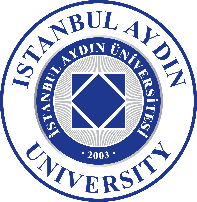 ISTANBUL AYDIN
UNIVERSITY
İSTANBUL AYDIN ÜNİVERSİTESİ
• 2003 •